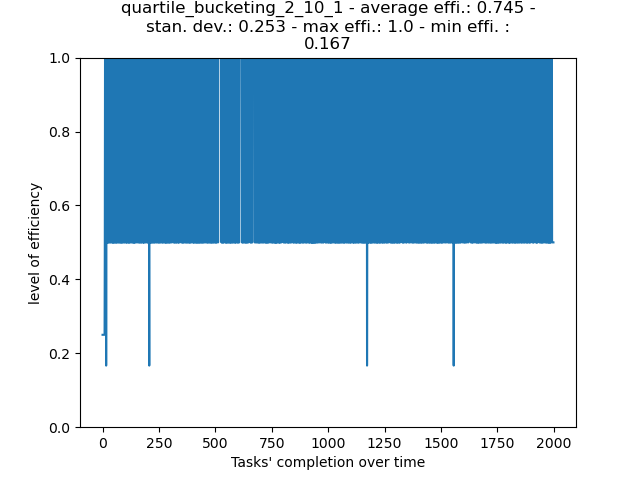 quartile_bucketing_2_10_1 - average effi.: 0.745 -
stan. dev.: 0.253 - max effi.: 1.0 - min effi. :
0.167
1.0
0.8
0.6
0.4
0.2
0.0
level of efficiency
0 250 500 750 1000 1250 1500 1750 2000
Tasks' completion over time